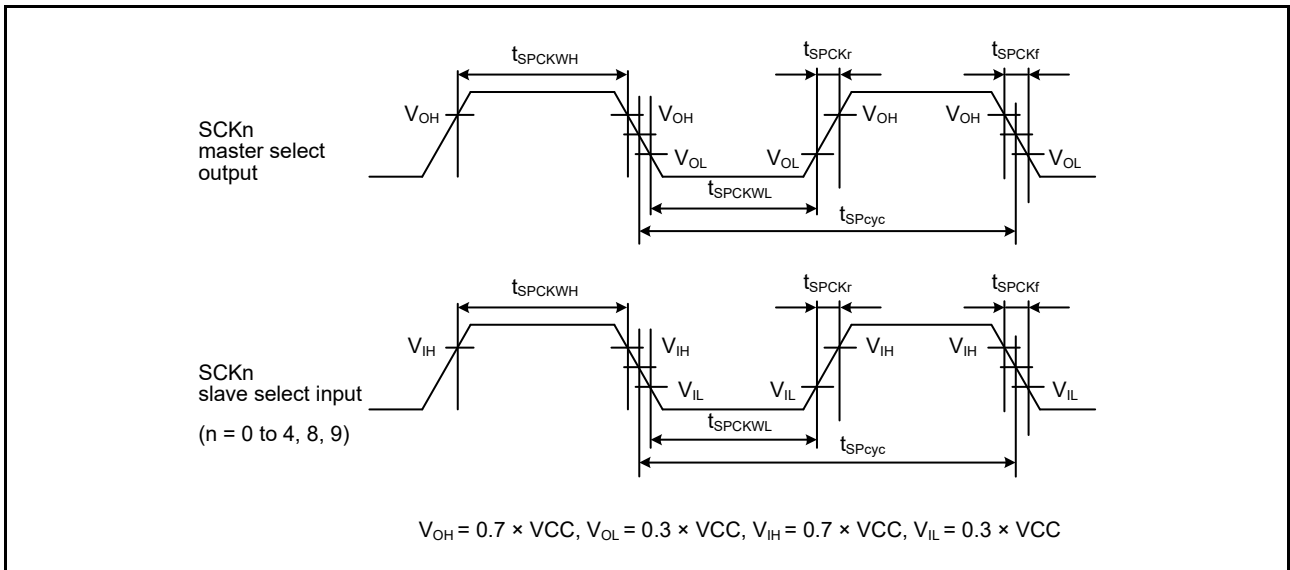 tSPCKWH
tSPCKr
tSPCKf
VOH
VOH
VOH
VOH
SCKn
master select
output
VOL
VOL
VOL
tSPCKWL
tSPcyc
tSPCKWH
tSPCKr
tSPCKf
VIH
VIH
VIH
VIH
SCKn
slave select input
(n = 0 to 4, 8, 9)
VIL
VIL
VIL
tSPCKWL
tSPcyc
VOH = 0.7 × VCC, VOL = 0.3 × VCC, VIH = 0.7 × VCC, VIL = 0.3 × VCC